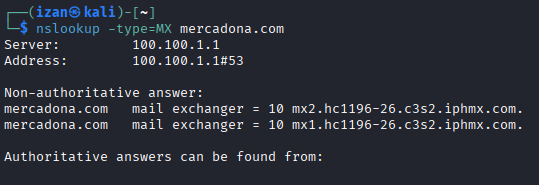 ┌──(izan㉿kali)-[~]
└─$ nslookup -type=MX mercadona.com
Server:         100.100.1.1
Address:        100.100.1.1#53
Non-authoritative answer:
mercadona.com   mail exchanger = 10 mx2.hc1196-26.c3s2.iphmx.com.
mercadona.com   mail exchanger = 10 mx1.hc1196-26.c3s2.iphmx.com.
Authoritative answers can be found from: